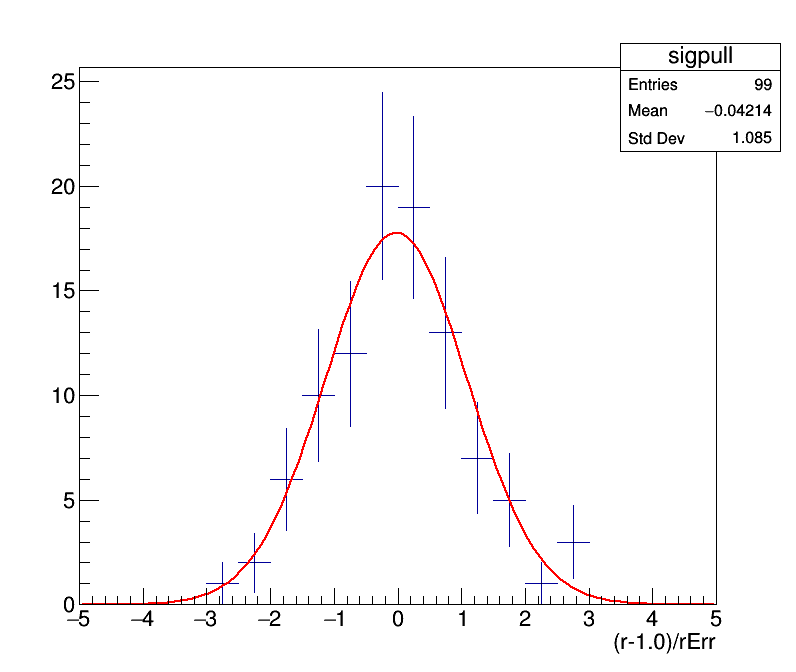 sigpull
Entries 99
Mean −0.04214
Std Dev 1.085
25
20
15
10
5
0
−5 −4 −3 −2 −1 0 1 2 3 4 5
(r-1.0)/rErr